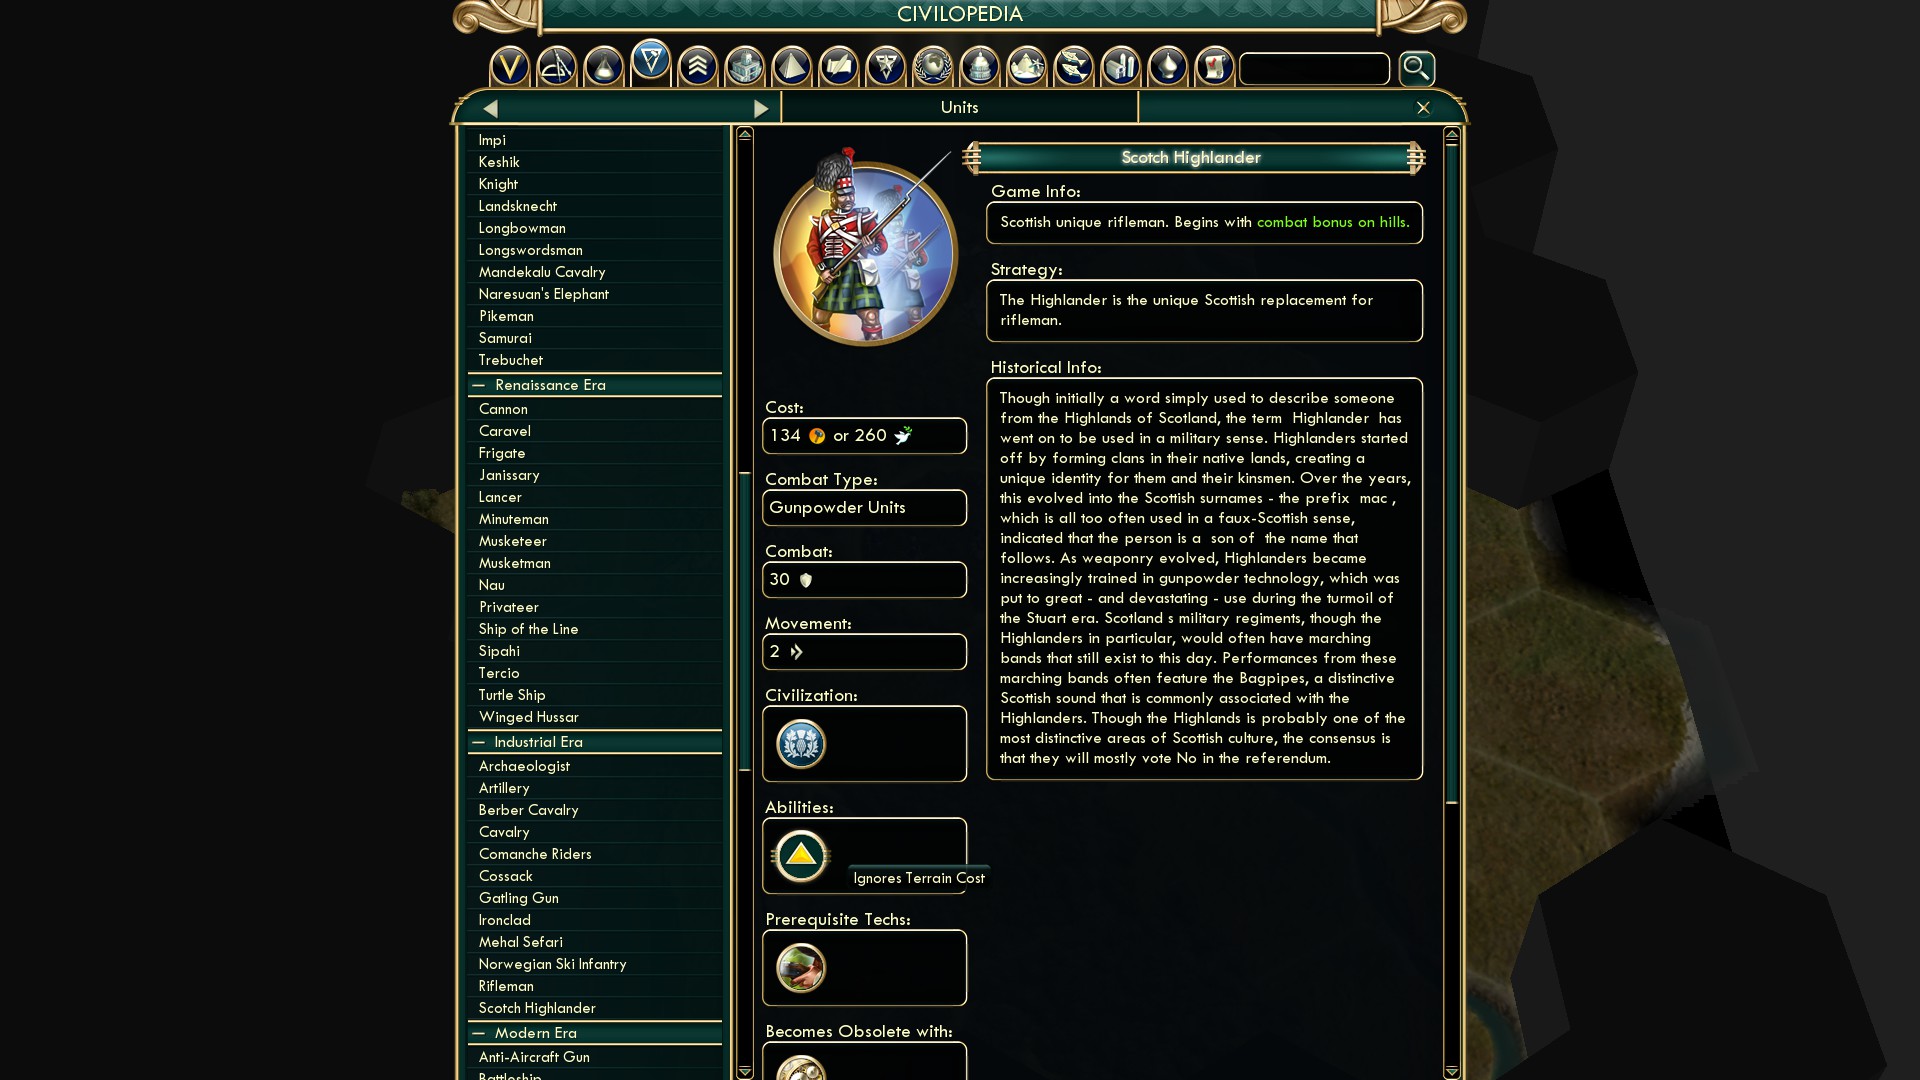 CIVILOPEDIA
Units
Impi
Keshik
Knight
Landsknecht
Longbowman
Longswordsman
Mandekalu Cavalry
Naresuan's Elephant
Pikeman
Samurai
Trebuchet
— Renaissance Era
Cannon
Caravel
Frigate
Janissary
Lancer
Minuteman
Musketeer
Musketman
Nau
Privateer
Ship of the Line
Sipahi
Tercio
Turtle Ship
Winged Hussar
— Industrial Era
Archaeologist
Artillery
Berber Cavalry
Cavalry
Comanche Riders
Cossack
Gatling Gun
Ironclad
Mehal Sefari
Norwegian Ski Infantry
Rifleman
Scotch Highlander
— Modern Era
Anti-Aircraft Gun
Battleship
Cost:
134 or 260
Combat Type:
Gunpowder Units
Combat:
30
Movement:
2
Civilization:
Abilities:
Ignores Terrain Cost
Prerequisite Techs:
Becomes Obsolete with:
Scotch Highlander
Game Info:
Scottish unique rifleman. Begins with combat bonus on hills.
Strategy:
The Highlander is the unique Scottish replacement for
rifleman.
Historical Info:
Though initially a word simply used to describe someone
from the Highlands of Scotland, the term Highlander has
went on to be used in a military sense. Highlanders started
off by forming clans in their native lands, creating a
unique identity for them and their kinsmen. Over the years,
this evolved into the Scottish surnames - the prefix mac ,
which is all too often used in a faux-Scottish sense,
indicated that the person is a son of the name that
follows. As weaponry evolved, Highlanders became
increasingly trained in gunpowder technology, which was
put to great - and devastating - use during the turmoil of
the Stuart era. Scotland s military regiments, though the
Highlanders in particular, would often have marching
bands that still exist to this day. Performances from these
marching bands often feature the Bagpipes, a distinctive
Scottish sound that is commonly associated with the
Highlanders. Though the Highlands is probably one of the
most distinctive areas of Scottish culture, the consensus is
that they will mostly vote No in the referendum.